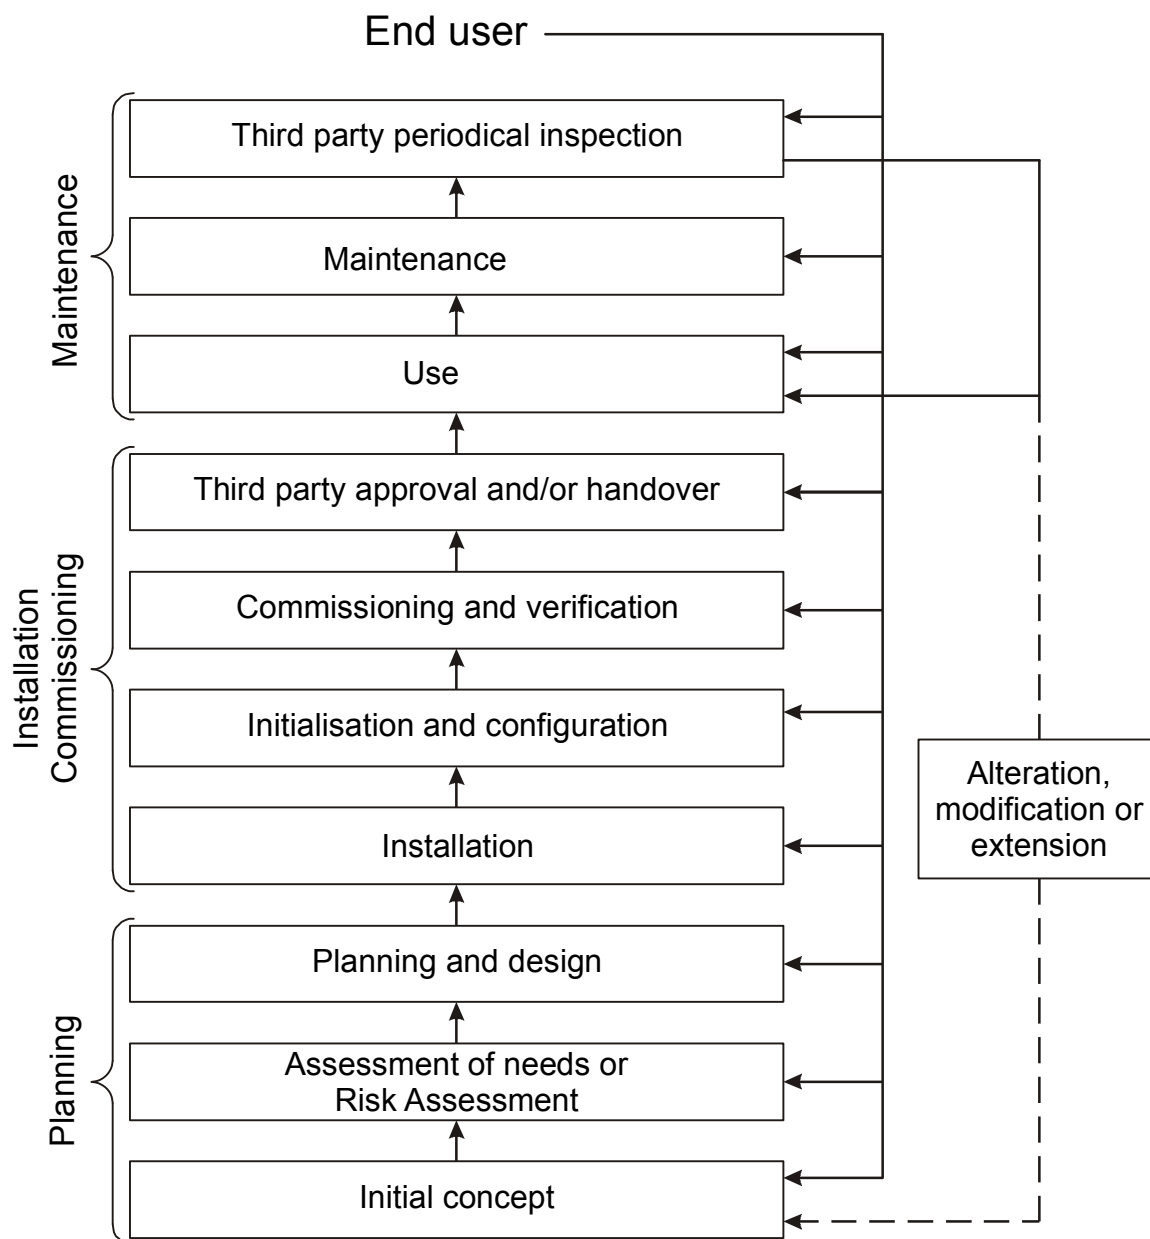 End user
Maintenance
Third party periodical inspection
Maintenance
Use
Installation
Commissioning
Third party approval and/or handover
Commissioning and verification
Initialisation and configuration
Installation
Alteration,
modification or
extension
Planning
Planning and design
Assessment of needs or
Risk Assessment
Initial concept